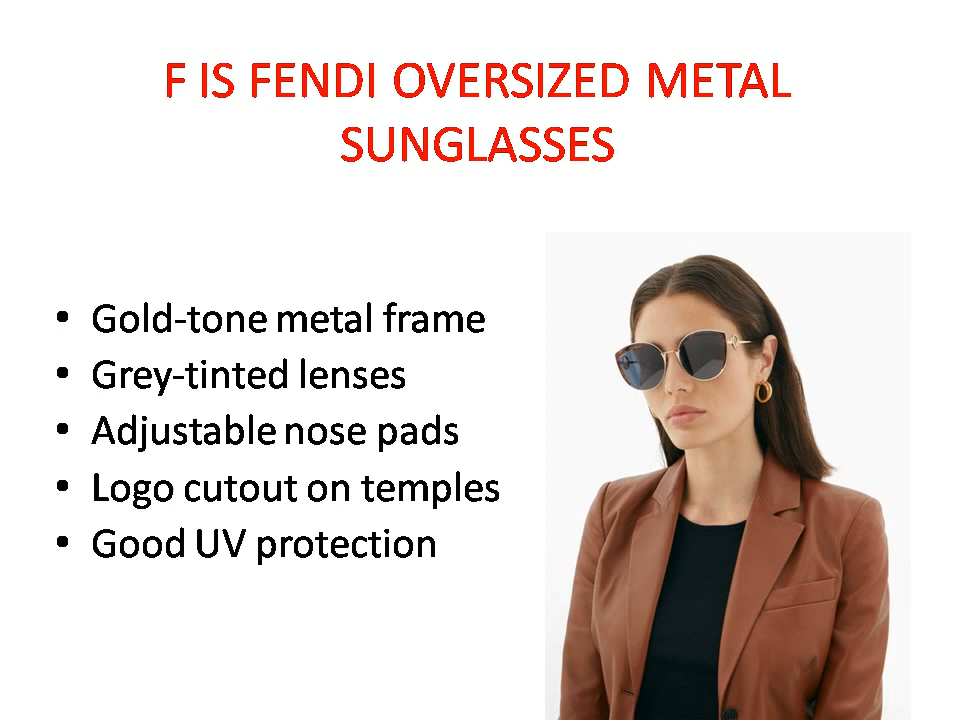 F IS FENDI OVERSIZED METAL
SUNGLASSES
• Gold-tone metal frame
• Grey-tinted lenses
• Adjustable nose pads
• Logo cutout on temples
• Good UV protection